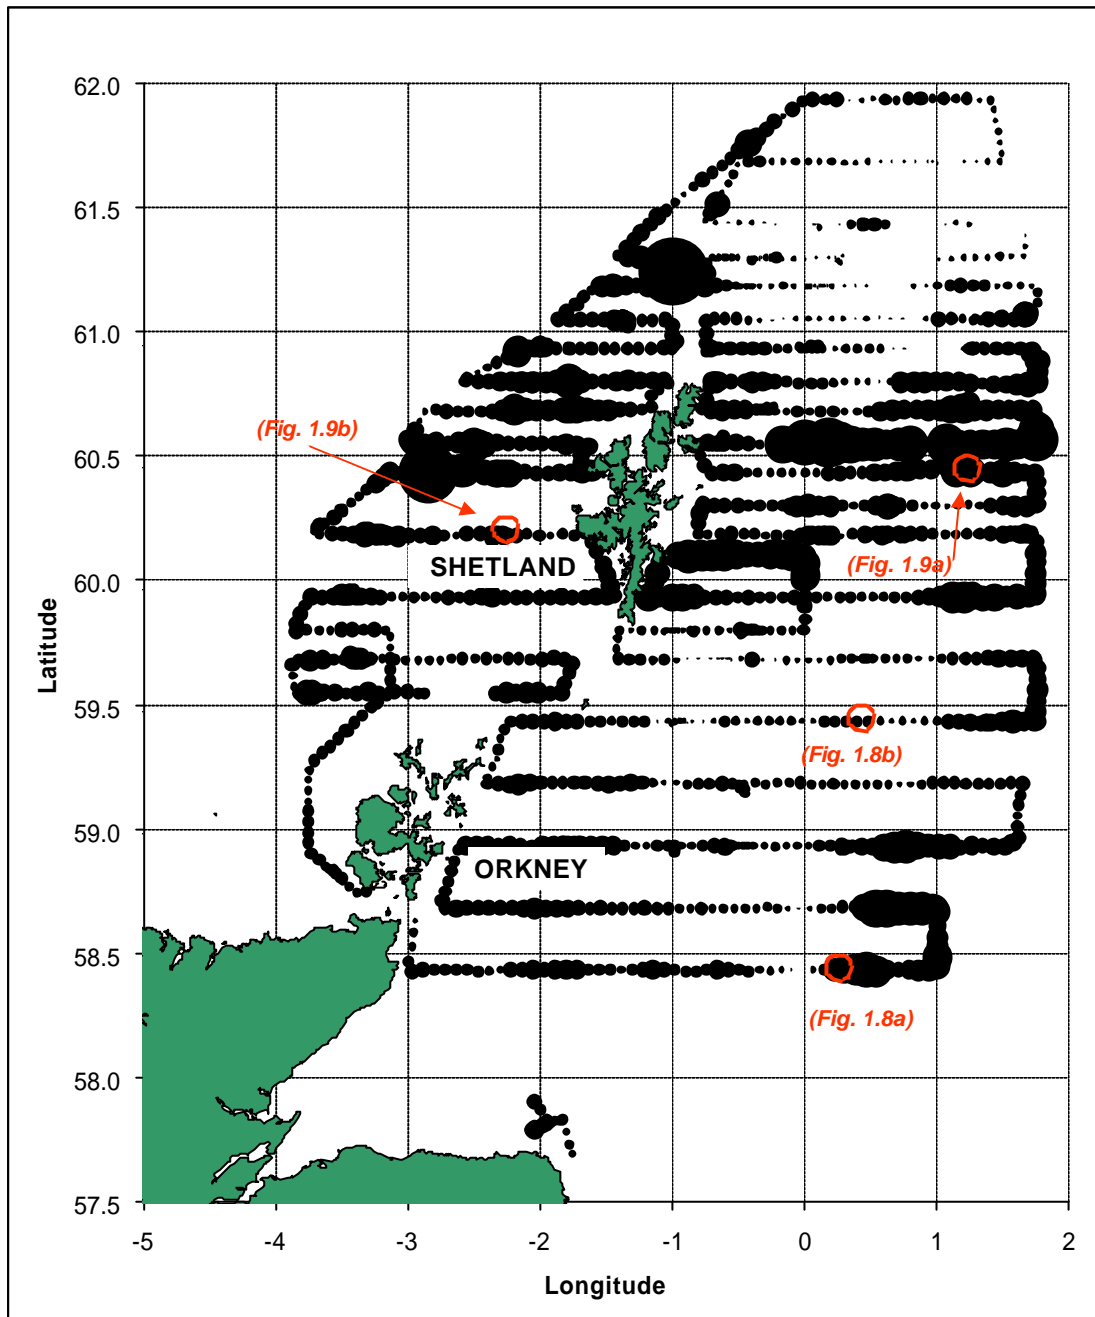 62.0
61.5
61.0
(Fig. 1.9b)
60.5
(Fig. 1.9a)
SHETLAND
60.0
Latitude
59.5
(Fig. 1.8b)
59.0
ORKNEY
58.5
(Fig. 1.8a)
58.0
57.5
-5 -4 -3 -2 -1 0 1 2
Longitude